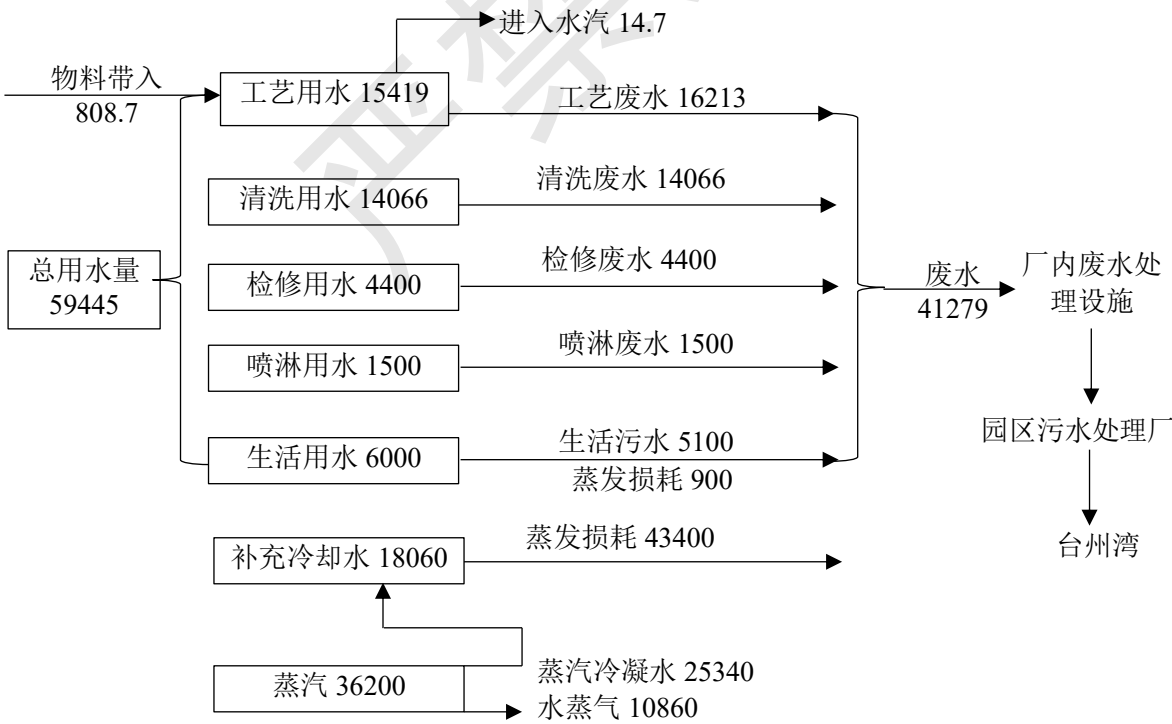 进入水汽 14.7
物料带入
808.7
工艺用水 15419
工艺废水 16213
清洗用水 14066
清洗废水 14066
总用水量
59445
检修用水 4400
检修废水 4400
废水
41279
厂内废水处
理设施
喷淋用水 1500
喷淋废水 1500
生活用水 6000
生活污水 5100
蒸发损耗 900
园区污水处理厂
台州湾
补充冷却水 18060
蒸发损耗 43400
蒸汽 36200
蒸汽冷凝水 25340
水蒸气 10860
严禁